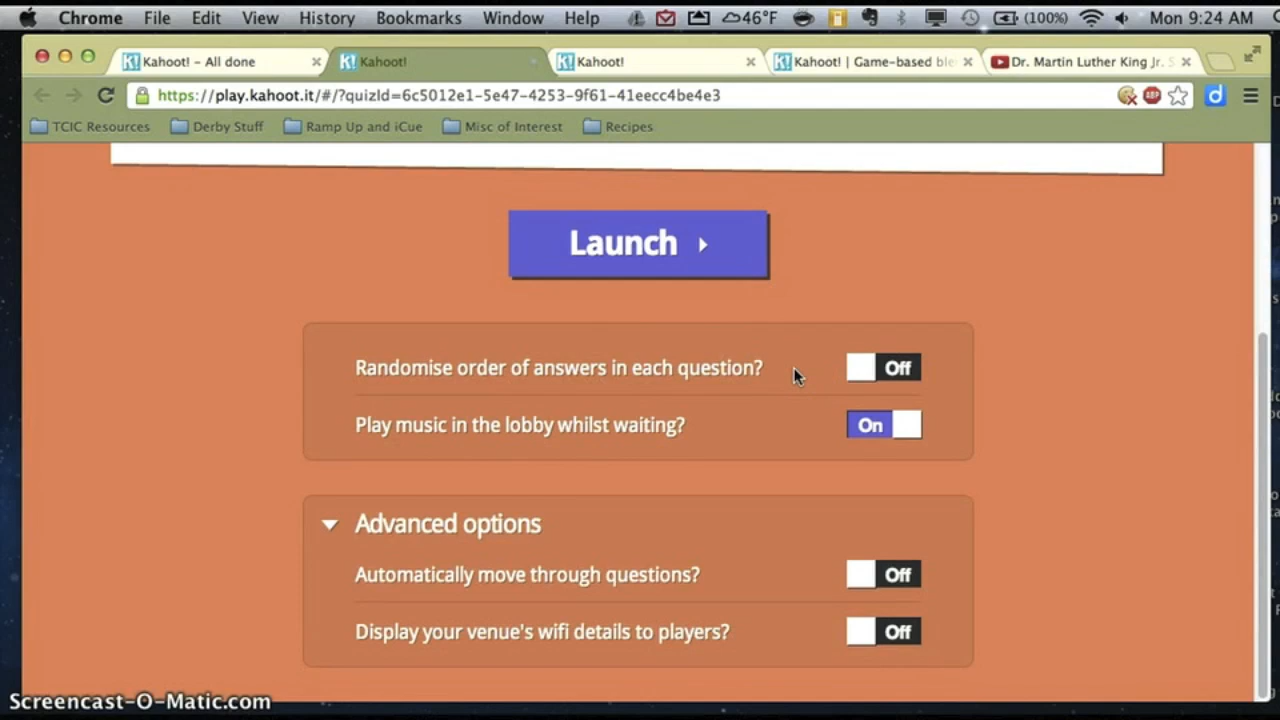 Chrome File Edit View History Bookmarks Window Help 46°F (100%) Mon 9:24 AM
Kahoot! - All done Kahoot! Kahoot! Kahoot! | Game-based ble Dr. Martin Luther King Jr. S
https://play.kahoot.it/#/?quizId=6c5012e1-5e47-4253-9f61-41eecc4be4e3
TCIC Resources Derby Stuff Ramp Up and iCue Misc of Interest Recipes
Launch
Randomise order of answers in each question? Off
Play music in the lobby whilst waiting? On
Advanced options
Automatically move through questions? Off
Display your venue's wifi details to players? Off
Screencast-O-Matic.com